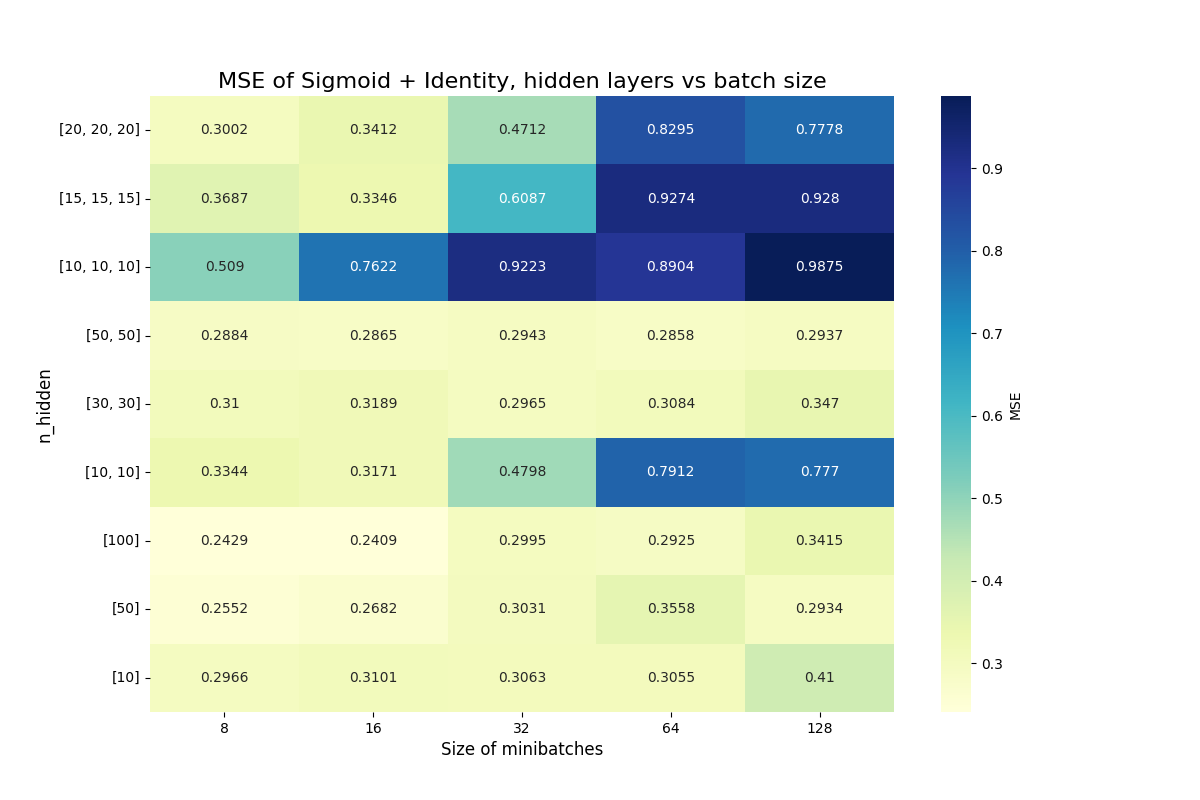 MSE of Sigmoid + Identity, hidden layers vs batch size
[20, 20, 20] 0.3002 0.3412 0.4712 0.8295 0.7778
[15, 15, 15] 0.3687 0.3346 0.6087 0.9274 0.928
[10, 10, 10] 0.509 0.7622 0.9223 0.8904 0.9875
[50, 50] 0.2884 0.2865 0.2943 0.2858 0.2937
[30, 30] 0.31 0.3189 0.2965 0.3084 0.347
[10, 10] 0.3344 0.3171 0.4798 0.7912 0.777
[100] 0.2429 0.2409 0.2995 0.2925 0.3415
[50] 0.2552 0.2682 0.3031 0.3558 0.2934
[10] 0.2966 0.3101 0.3063 0.3055 0.41
8 16 32 64 128
Size of minibatches
n_hidden
0.9
0.8
0.7
0.6
0.5
0.4
0.3
MSE